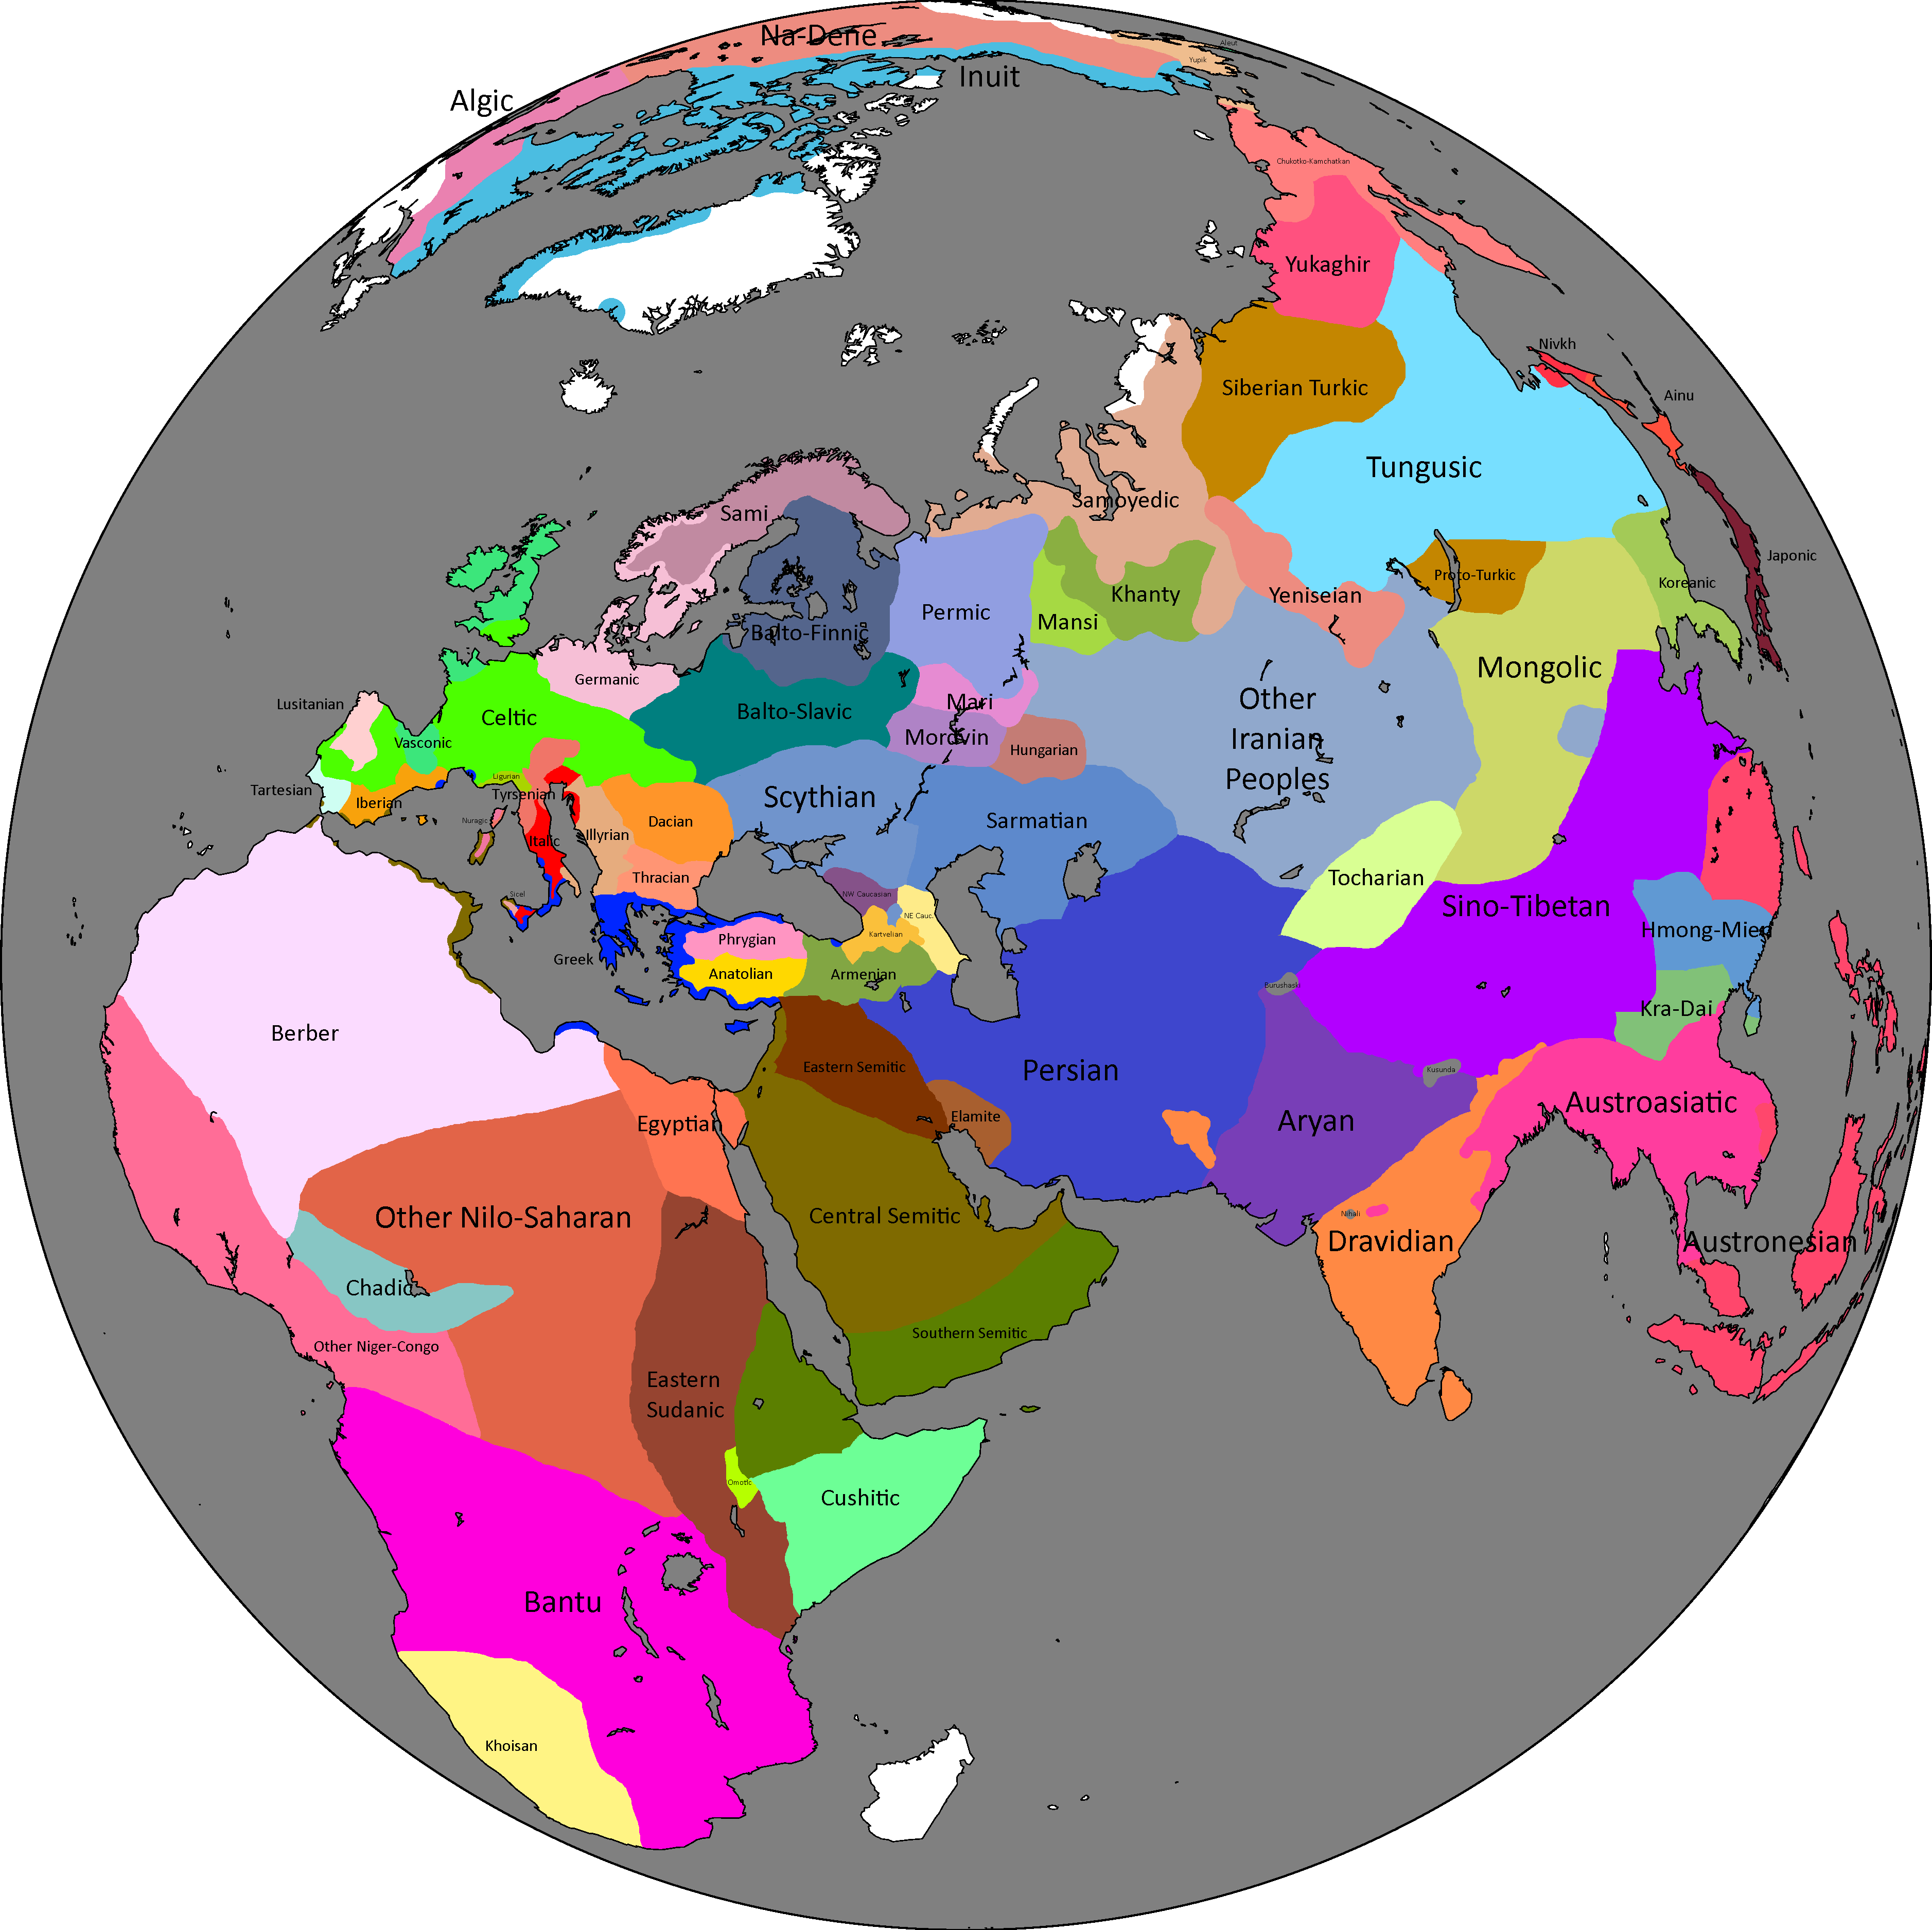 Na-Dene
Aleut
Yupik
Inuit
Algic
Chukotko-Kamchatkan
Yukaghir
Nivkh
Siberian Turkic
Ainu
Tungusic
Samoyedic
Sami
Japonic
Proto-Turkic
Koreanic
Khanty
Yeniseian
Permic
Mansi
Balto-Finnic
Mongolic
Germanic
Other
Iranian
Peoples
Mari
Lusitanian
Celtic
Balto-Slavic
Mordvin
Vasconic
Hungarian
Ligurian
Tartesian
Iberian
Tyrsenian
Scythian
Nuragic
Italic
Illyrian
Dacian
Sarmatian
Thracian
Tocharian
Sicel
NW Caucasian
NE Cauc.
Sino-Tibetan
Kartvelian
Hmong-Mien
Phrygian
Greek
Anatolian
Armenian
Burushaski
Kra-Dai
Berber
Eastern Semitic
Persian
Kusunda
Elamite
Austroasiatic
Egyptian
Aryan
Other Nilo-Saharan
Central Semitic
Nihali
Dravidian
Austronesian
Chadic
Southern Semitic
Other Niger-Congo
Eastern
Sudanic
Omotic
Cushitic
Bantu
Khoisan